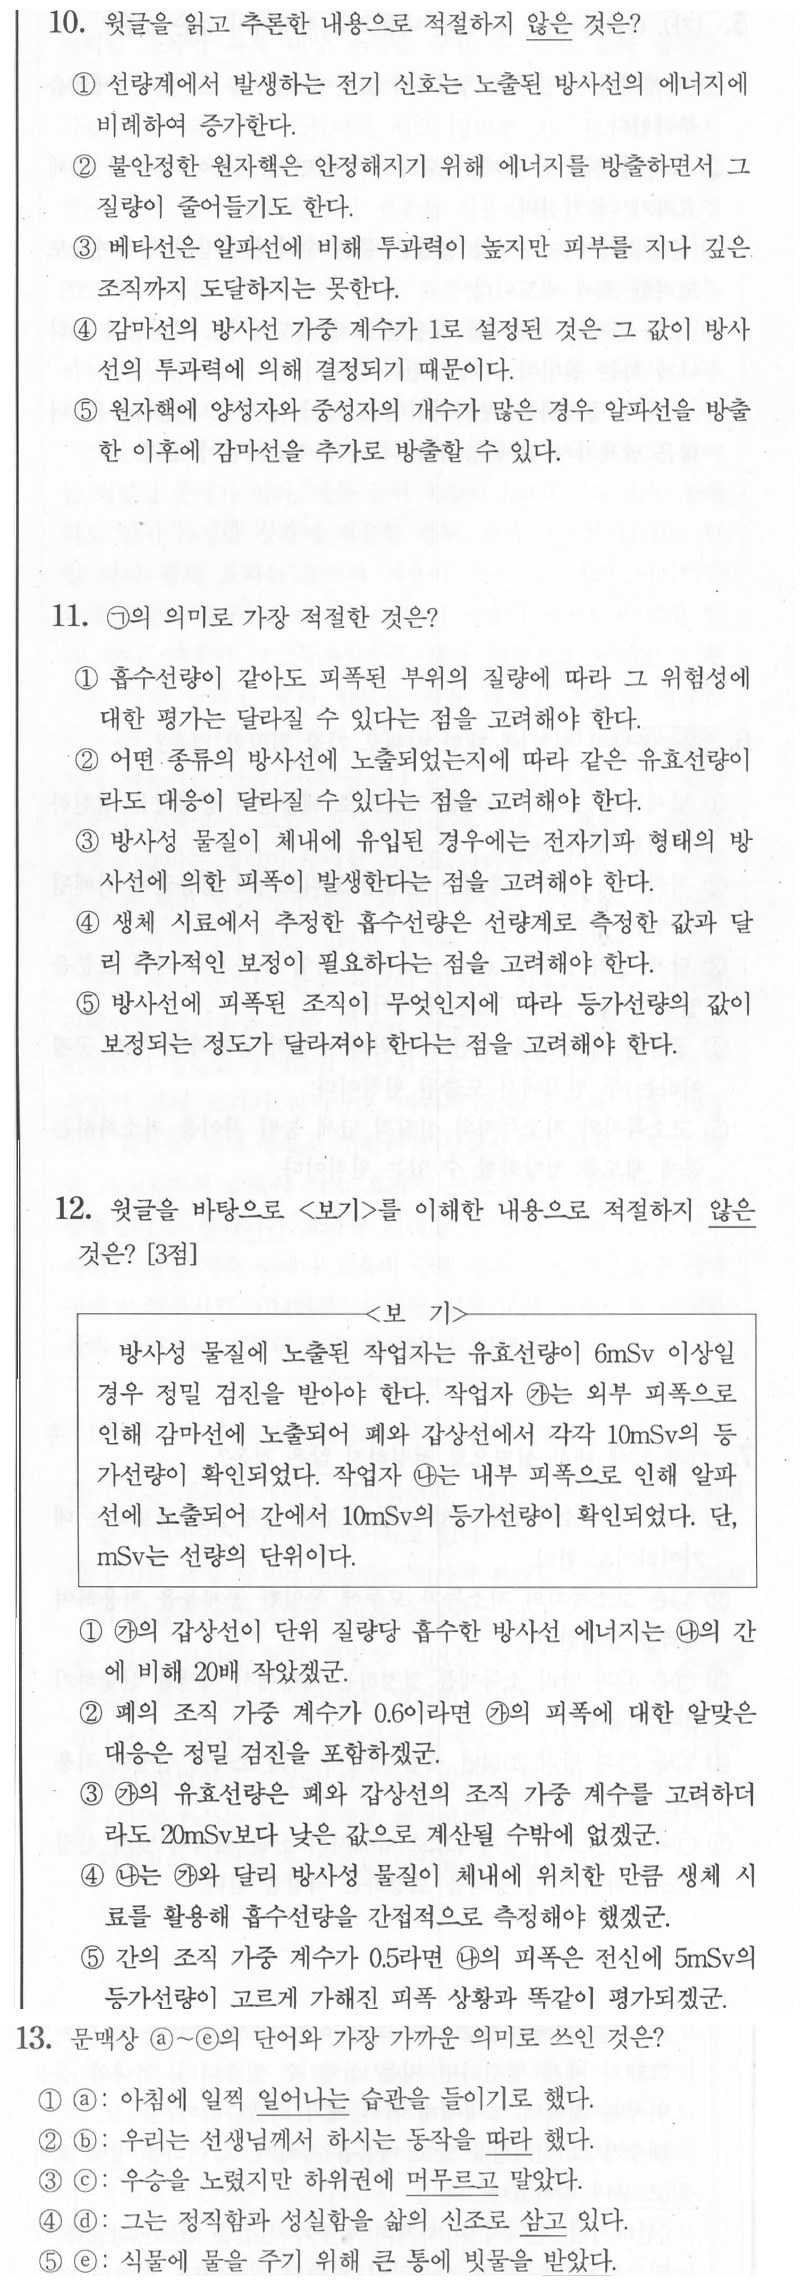 10. 윗글을 읽고 추론한 내용으로 적절하지 않은 것은?
① 선량계에서 발생하는 전기 신호는 노출된 방사선의 에너지에
비례하여 증가한다.
② 불안정한 원자핵은 안정해지기 위해 에너지를 방출하면서 그
질량이 줄어들기도 한다.
③ 베타선은 알파선에 비해 투과력이 높지만 피부를 지나 깊은
조직까지 도달하지는 못한다.
④ 감마선의 방사선 가중 계수가 1로 설정된 것은 그 값이 방사
선의 투과력에 의해 결정되기 때문이다.
⑤ 원자핵에 양성자와 중성자의 개수가 많은 경우 알파선을 방출
한 이후에 감마선을 추가로 방출할 수 있다.
11. ㉠의 의미로 가장 적절한 것은?
① 흡수선량이 같아도 피폭된 부위의 질량에 따라 그 위험성에
대한 평가는 달라질 수 있다는 점을 고려해야 한다.
② 어떤 종류의 방사선에 노출되었는지에 따라 같은 유효선량이
라도 대응이 달라질 수 있다는 점을 고려해야 한다.
③ 방사성 물질이 체내에 유입된 경우에는 전자기파 형태의 방
사선에 의한 피폭이 발생한다는 점을 고려해야 한다.
④ 생체 시료에서 추정한 흡수선량은 선량계로 측정한 값과 달
리 추가적인 보정이 필요하다는 점을 고려해야 한다.
⑤ 방사선에 피폭된 조직이 무엇인지에 따라 등가선량의 값이
보정되는 정도가 달라져야 한다는 점을 고려해야 한다.
12. 윗글을 바탕으로 <보기>를 이해한 내용으로 적절하지 않은
것은? [3점]
<보 기>
방사성 물질에 노출된 작업자는 유효선량이 6mSv 이상일
경우 정밀 검진을 받아야 한다. 작업자 ㉮는 외부 피폭으로
인해 감마선에 노출되어 폐와 갑상선에서 각각 10mSv의 등
가선량이 확인되었다. 작업자 ㉯는 내부 피폭으로 인해 알파
선에 노출되어 간에서 10mSv의 등가선량이 확인되었다. 단,
mSv는 선량의 단위이다.
① ㉮의 갑상선이 단위 질량당 흡수한 방사선 에너지는 ㉯의 간
에 비해 20배 작았겠군.
② 폐의 조직 가중 계수가 0.6이라면 ㉮의 피폭에 대한 알맞은
대응은 정밀 검진을 포함하겠군.
③ ㉮의 유효선량은 폐와 갑상선의 조직 가중 계수를 고려하더
라도 20mSv보다 낮은 값으로 계산될 수밖에 없겠군.
④ ㉯는 ㉮와 달리 방사성 물질이 체내에 위치한 만큼 생체 시
료를 활용해 흡수선량을 간접적으로 측정해야 했겠군.
⑤ 간의 조직 가중 계수가 0.5라면 ㉯의 피폭은 전신에 5mSv의
등가선량이 고르게 가해진 피폭 상황과 똑같이 평가되겠군.
13. 문맥상 ⓐ~ⓔ의 단어와 가장 가까운 의미로 쓰인 것은?
① ⓐ: 아침에 일찍 일어나는 습관을 들이기로 했다.
② ⓑ: 우리는 선생님께서 하시는 동작을 따라 했다.
③ ⓒ: 우승을 노렸지만 하위권에 머무르고 말았다.
④ ⓓ: 그는 정직함과 성실함을 삶의 신조로 삼고 있다.
⑤ ⓔ: 식물에 물을 주기 위해 큰 통에 빗물을 받았다.